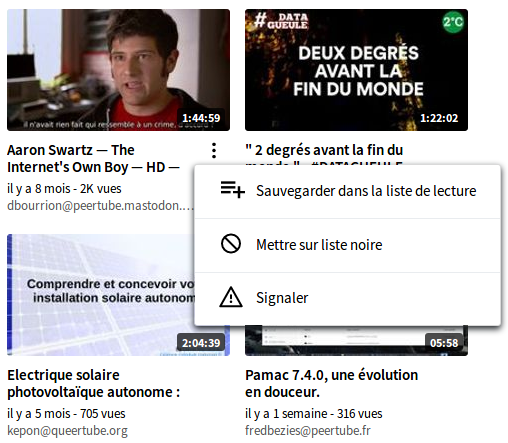 il n'avait rien fait qui ressemble à un crime,
1:44:59
Aaron Swartz — The
Internet's Own Boy — HD —
il y a 8 mois - 2K vues
dbourrion@peertube.mastodon....
#DATA
GUEULE
2°C
DEUX DEGRÉS
AVANT LA
FIN DU MONDE
1:22:02
" 2 degrés avant la fin du
Sauvegarder dans la liste de lecture
Mettre sur liste noire
Signaler
Comprendre et concevoir
installation solaire
2:04:39
Electrique solaire
photovoltaïque autonome :
il y a 5 mois - 705 vues
kepon@queertube.org
05:58
Pamac 7.4.0, une évolution
en douceur.
il y a 1 semaine - 316 vues
fredbezies@peertube.fr